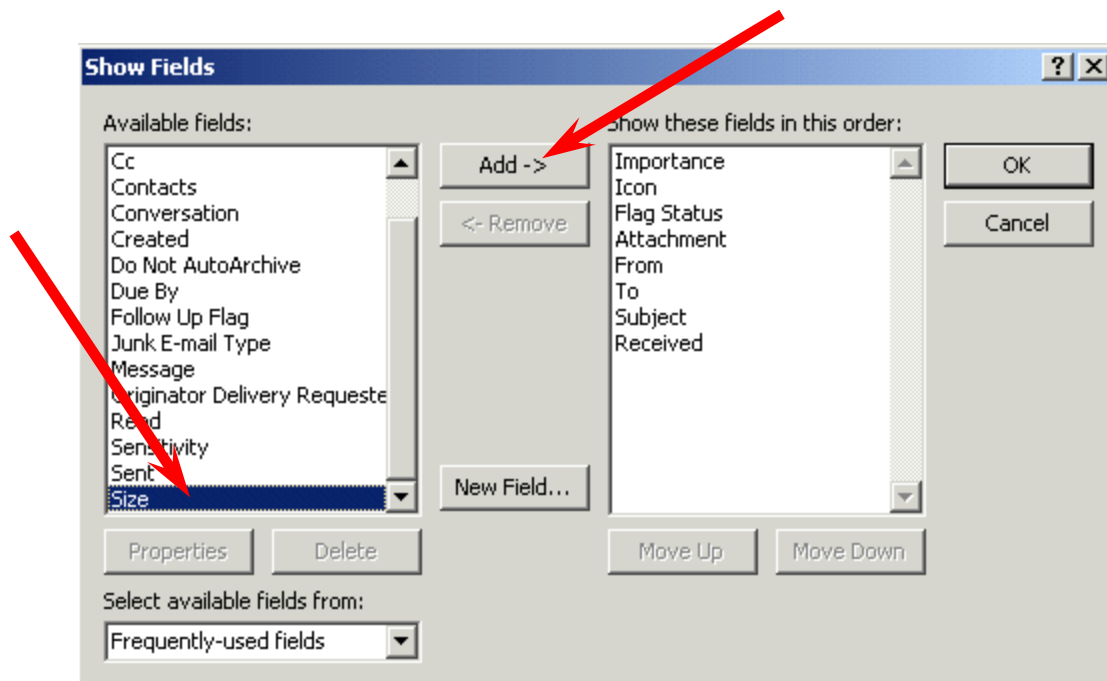 Show Fields
Available fields:
Cc
Contacts
Conversation
Created
Do Not AutoArchive
Due By
Follow Up Flag
Junk E-mail Type
Message
Originator Delivery Requeste
Read
Sensitivity
Sent
Size
Properties
Delete
Select available fields from:
Frequently-used fields
Add ->
<- Remove
New Field...
Show these fields in this order:
Importance
Icon
Flag Status
Attachment
From
To
Subject
Received
Move Up
Move Down
OK
Cancel